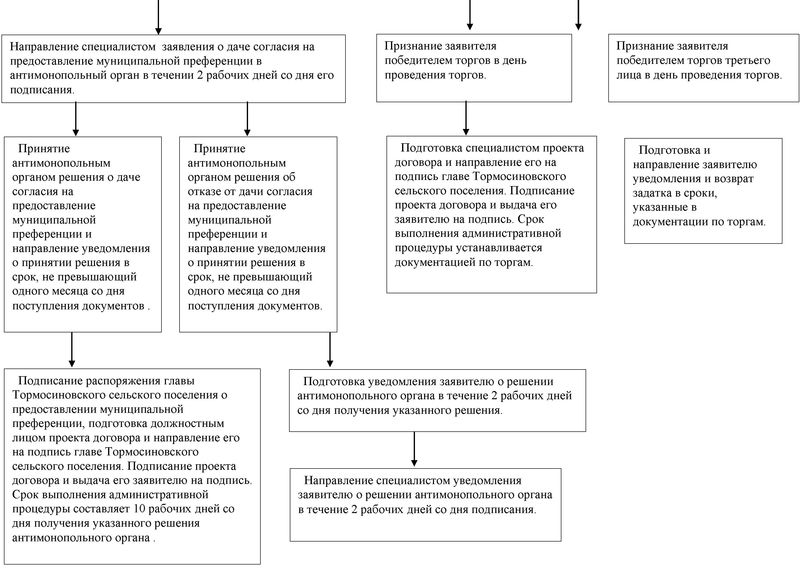 Направление специалистом заявления о даче согласия на
предоставление муниципальной преференции в
антимонопольный орган в течении 2 рабочих дней со дня его
подписания.
Признание заявителя
победителем торгов в день
проведения торгов.
Признание заявителя
победителем торгов третьего
лица в день проведения торгов.
Принятие
антимонопольным
органом решения о даче
согласия на
предоставление
муниципальной
преференции и
направление уведомления
о принятии решения в
срок, не превышающий
одного месяца со дня
поступления документов .
Принятие
антимонопольным
органом решения об
отказе от дачи согласия
на предоставление
муниципальной
преференции и
направление уведомления
о принятии решения в
срок, не превышающий
одного месяца со дня
поступления документов.
Подготовка специалистом проекта
договора и направление его на
подпись главе Тормосиновского
сельского поселения. Подписание
проекта договора и выдача его
заявителю на подпись. Срок
выполнения административной
процедуры устанавливается
документацией по торгам.
Подготовка и
направление заявителю
уведомления и возврат
задатка в сроки,
указанные в
документации по торгам.
Подписание распоряжения главы
Тормосиновского сельского поселения о
предоставлении муниципальной
преференции, подготовка должностным
лицом проекта договора и направление его
на подпись главе Тормосиновского
сельского поселения. Подписание проекта
договора и выдача его заявителю на подпись.
Срок выполнения административной
процедуры составляет 10 рабочих дней со
дня получения указанного решения
антимонопольного органа .
Подготовка уведомления заявителю о решении
антимонопольного органа в течение 2 рабочих дней
со дня получения указанного решения.
Направление специалистом уведомления
заявителю о решении антимонопольного органа
в течение 2 рабочих дней со дня подписания.